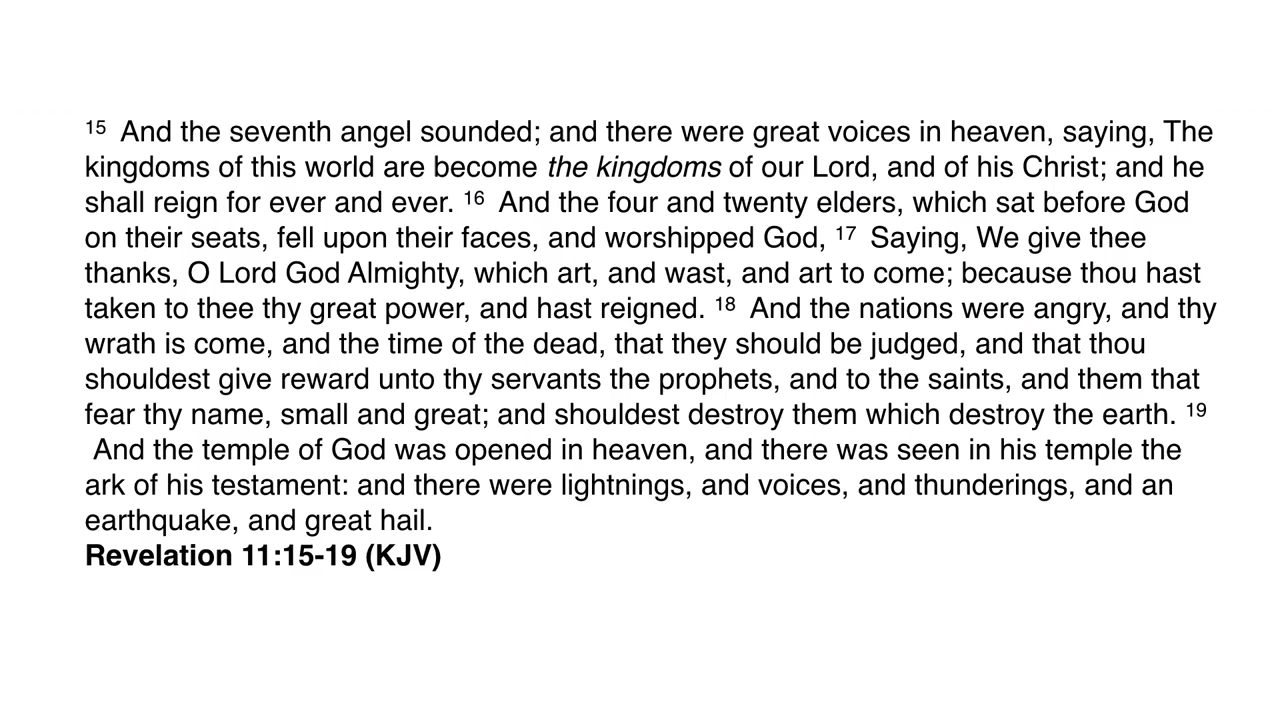 15 And the seventh angel sounded; and there were great voices in heaven, saying, The
kingdoms of this world are become the kingdoms of our Lord, and of his Christ; and he
shall reign for ever and ever. 16 And the four and twenty elders, which sat before God
on their seats, fell upon their faces, and worshipped God, 17 Saying, We give thee
thanks, O Lord God Almighty, which art, and wast, and art to come; because thou hast
taken to thee thy great power, and hast reigned. 18 And the nations were angry, and thy
wrath is come, and the time of the dead, that they should be judged, and that thou
shouldest give reward unto thy servants the prophets, and to the saints, and them that
fear thy name, small and great; and shouldest destroy them which destroy the earth. 19
And the temple of God was opened in heaven, and there was seen in his temple the
ark of his testament: and there were lightnings, and voices, and thunderings, and an
earthquake, and great hail.
Revelation 11:15-19 (KJV)